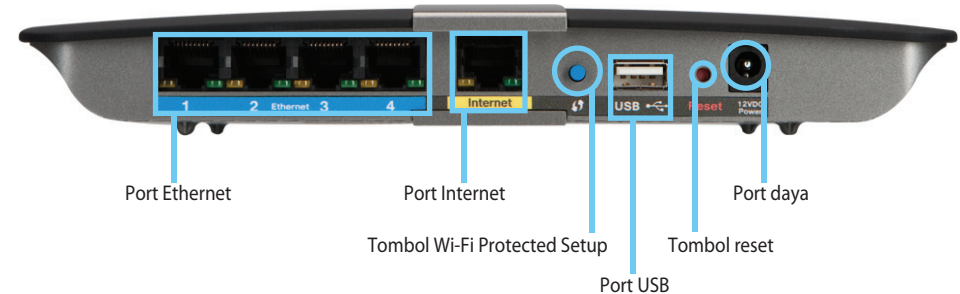 1 2 Ethernet 3 4
Internet
USB
Reset
12VDC
Power
Port Ethernet
Port Internet
Port daya
Tombol Wi-Fi Protected Setup
Tombol reset
Port USB